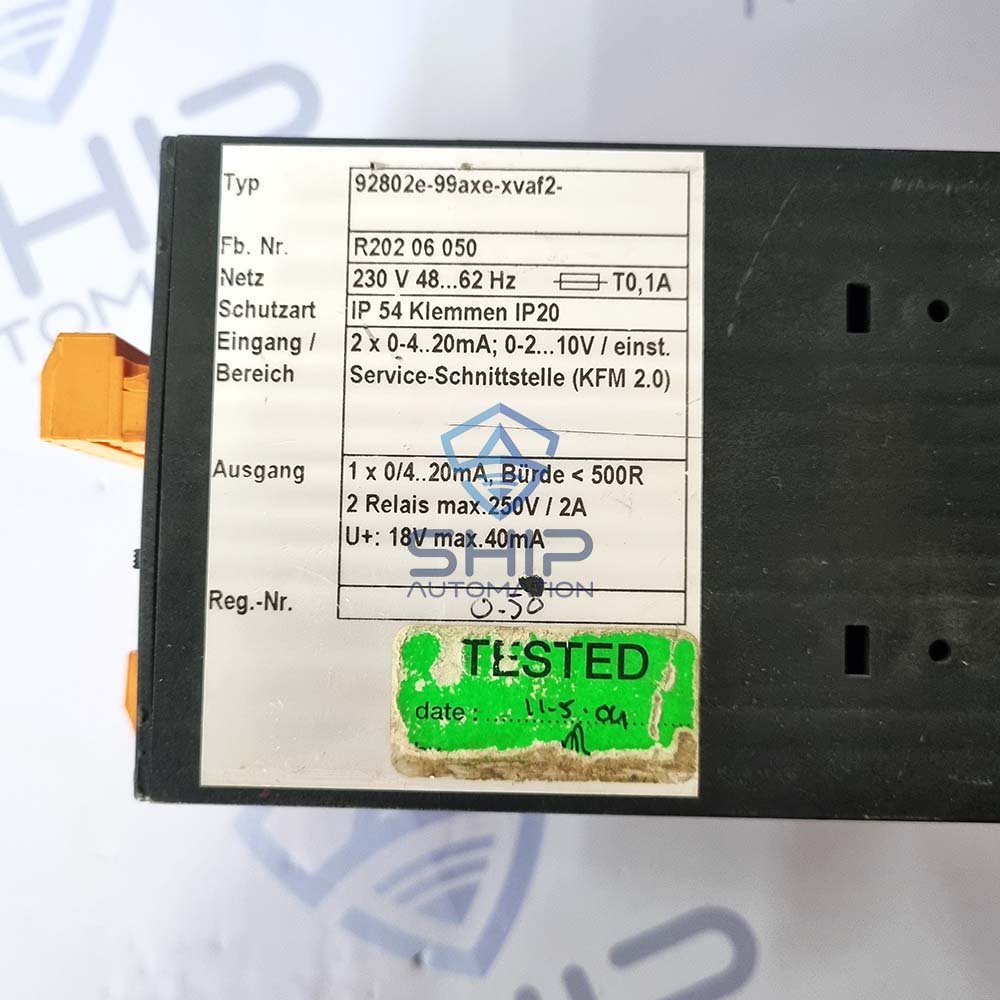 Typ 92802e-99axe-xvaf2-
Fb. Nr. R202 06 050
Netz 230 V 48...62 Hz T0,1A
Schutzart IP 54 Klemmen IP20
Eingang / 2 x 0-4..20mA; 0-2...10V / einst.
Bereich Service-Schnittstelle (KFM 2.0)
Ausgang 1 x 0/4..20mA, Bürde < 500R
2 Relais max.250V / 2A
U+: 18V max.40mA
SHIP
AUTOMATION
Reg.-Nr. 0-50
TESTED
date : 11-5.04